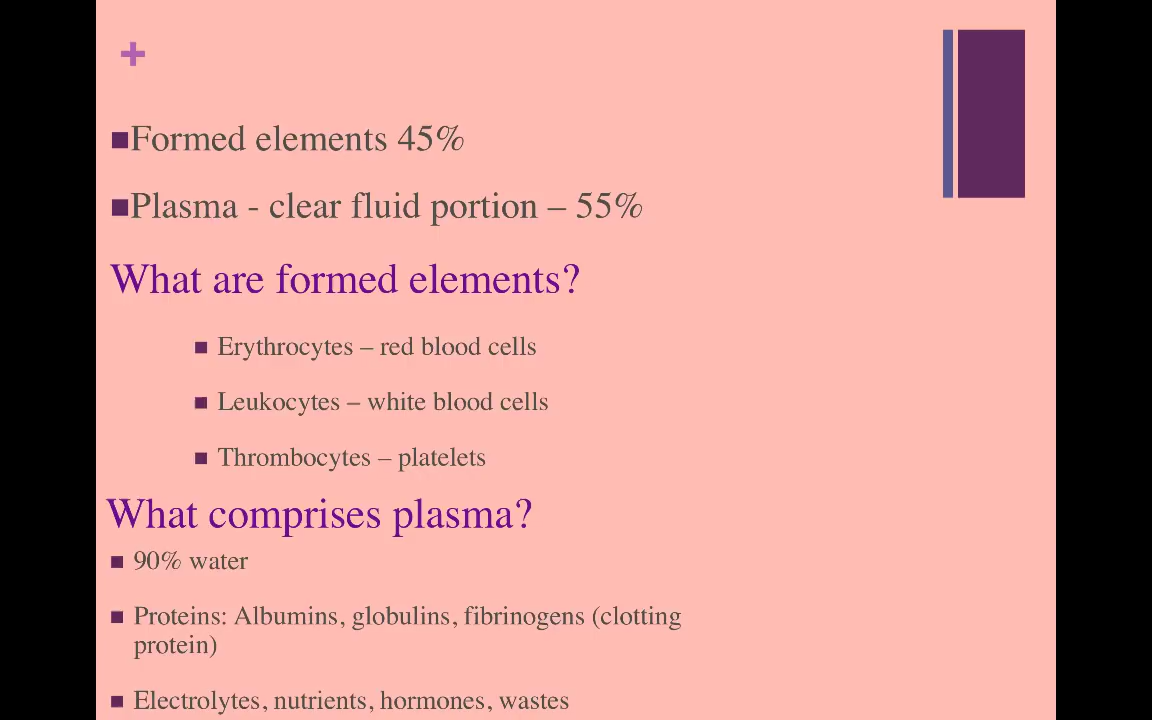 Formed elements 45%
Plasma - clear fluid portion – 55%
What are formed elements?
Erythrocytes – red blood cells
Leukocytes – white blood cells
Thrombocytes – platelets
What comprises plasma?
90% water
Proteins: Albumins, globulins, fibrinogens (clotting
protein)
Electrolytes, nutrients, hormones, wastes